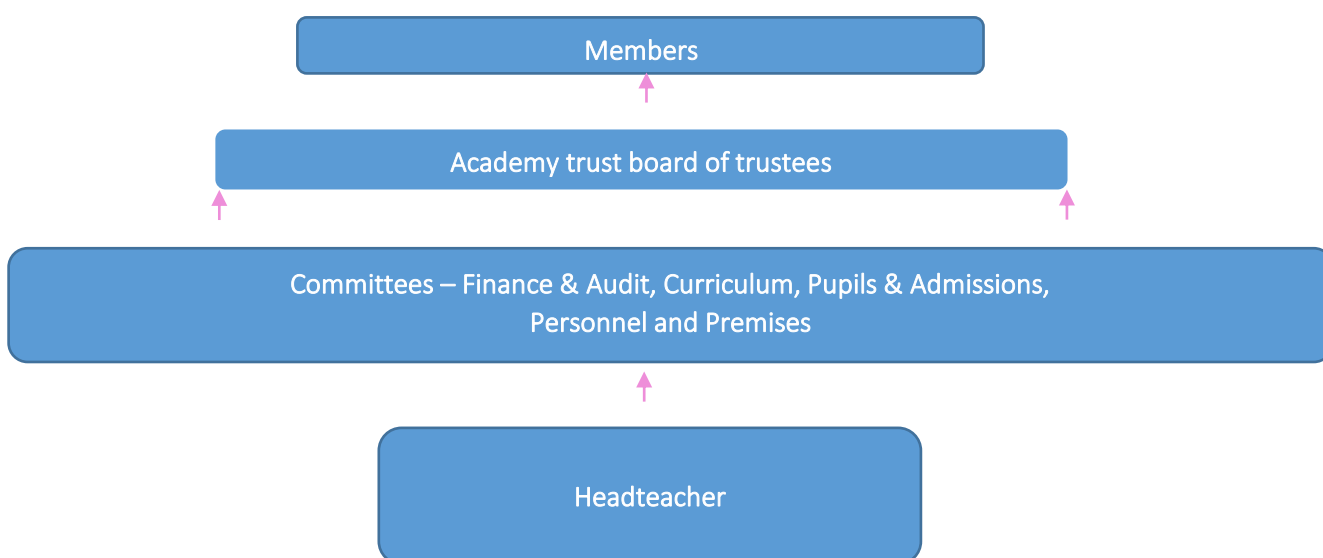 Members
Academy trust board of trustees
Committees – Finance & Audit, Curriculum, Pupils & Admissions,
Personnel and Premises
Headteacher